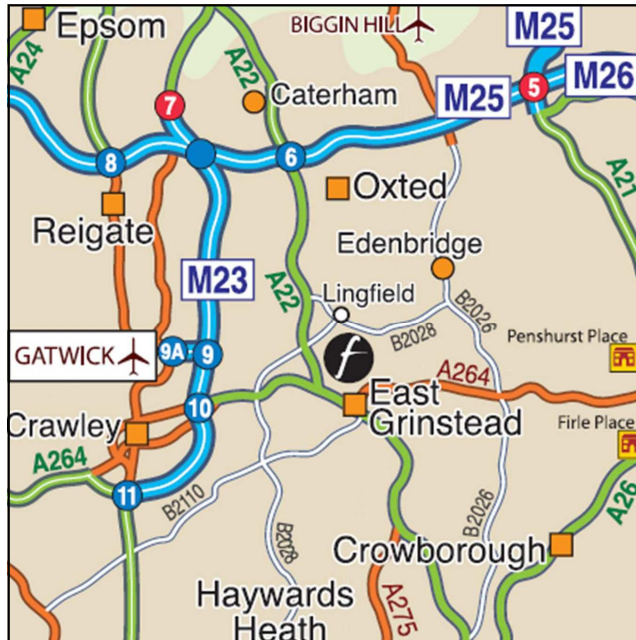 Epsom
BIGGIN HILL
M25
A24
A22
M26
5
7
Caterham
M25
8
6
A21
Oxted
Reigate
Edenbridge
M23
A22
Lingfield
B2026
B2028
Penshurst Place
GATWICK
9A
9
f
A264
10
East
Grinstead
Crawley
Firle Place
A264
11
B2110
A26
B2026
B2028
Crowborough
Haywards
Heath
A275